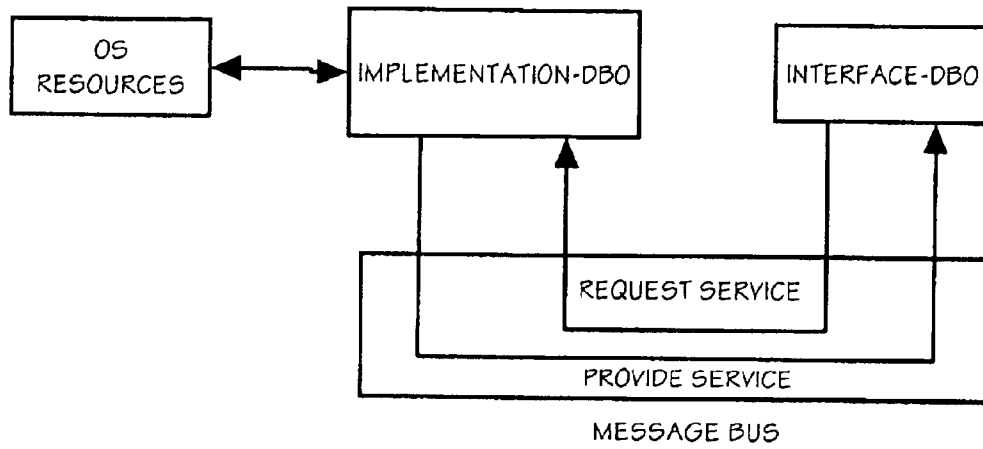 OS
RESOURCES
IMPLEMENTATION-DBO
INTERFACE-DBO
REQUEST SERVICE
PROVIDE SERVICE
MESSAGE BUS